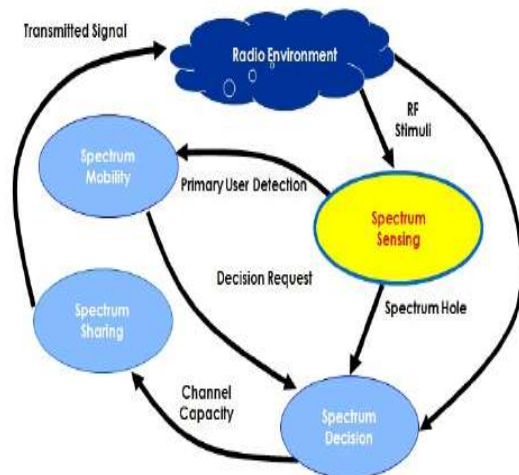 Transmitted Signal
Radio Environment
RF
Stimuli
Spectrum
Mobility
Primary User Detection
Spectrum
Sensing
Decision Request
Spectrum Hole
Spectrum
Sharing
Channel
Capacity
Spectrum
Decision